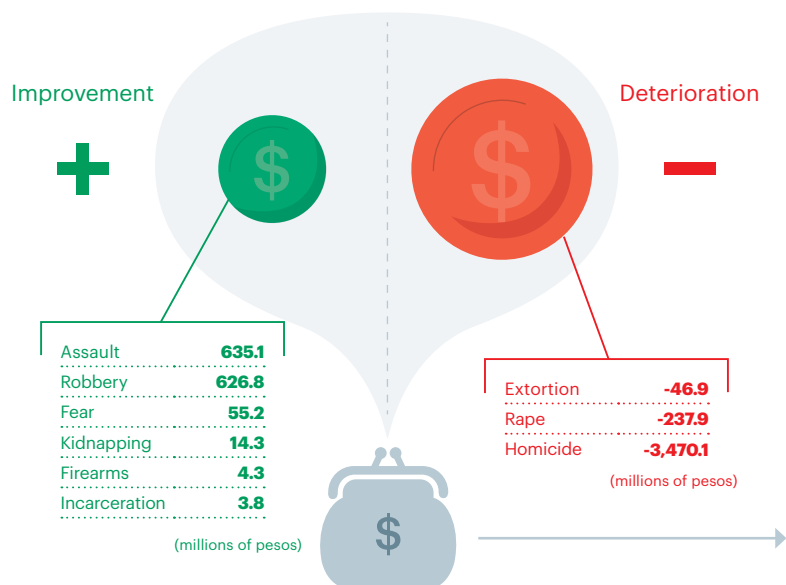 Improvement
+
$
Assault 635.1
Robbery 626.8
Fear 55.2
Kidnapping 14.3
Firearms 4.3
Incarceration 3.8
(millions of pesos)
Deterioration
−
$
Extortion -46.9
Rape -237.9
Homicide -3,470.1
(millions of pesos)
$